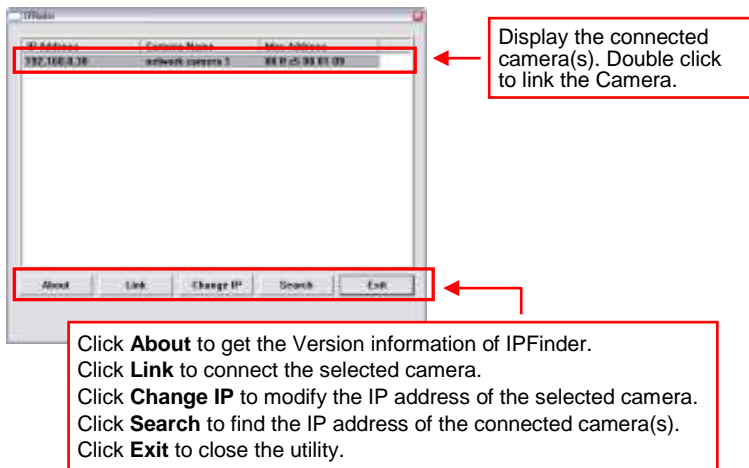 IPFinder
IP Address Camera Name Mac Address
192.168.0.30 network camera 1
Display the connected
camera(s). Double click
to link the Camera.
About Link Change IP Search Exit
Click About to get the Version information of IPFinder.
Click Link to connect the selected camera.
Click Change IP to modify the IP address of the selected camera.
Click Search to find the IP address of the connected camera(s).
Click Exit to close the utility.